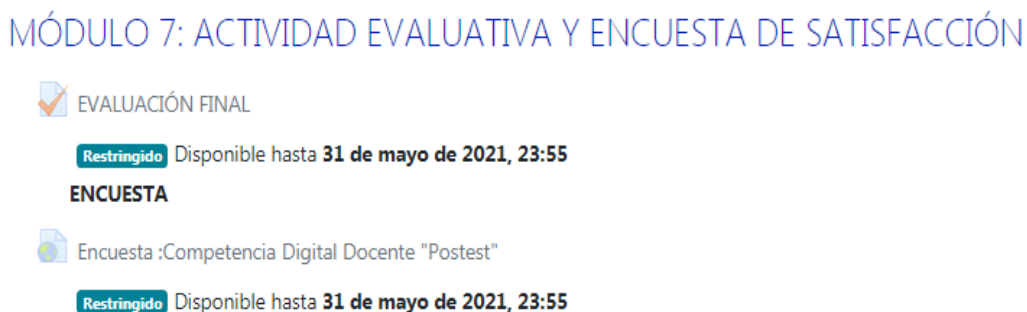 MÓDULO 7: ACTIVIDAD EVALUATIVA Y ENCUESTA DE SATISFACCIÓN
EVALUACIÓN FINAL
Restringido Disponible hasta 31 de mayo de 2021, 23:55
ENCUESTA
Encuesta :Competencia Digital Docente "Postest"
Restringido Disponible hasta 31 de mayo de 2021, 23:55